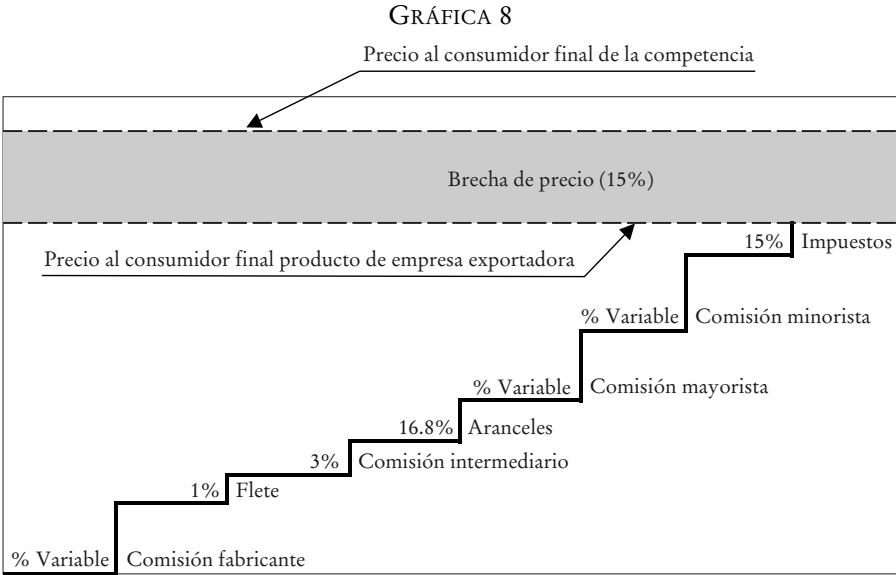 GRÁFICA 8
Precio al consumidor final de la competencia
Brecha de precio (15%)
15% Impuestos
Precio al consumidor final producto de empresa exportadora
% Variable Comisión minorista
% Variable Comisión mayorista
16.8% Aranceles
3% Comisión intermediario
1% Flete
% Variable Comisión fabricante